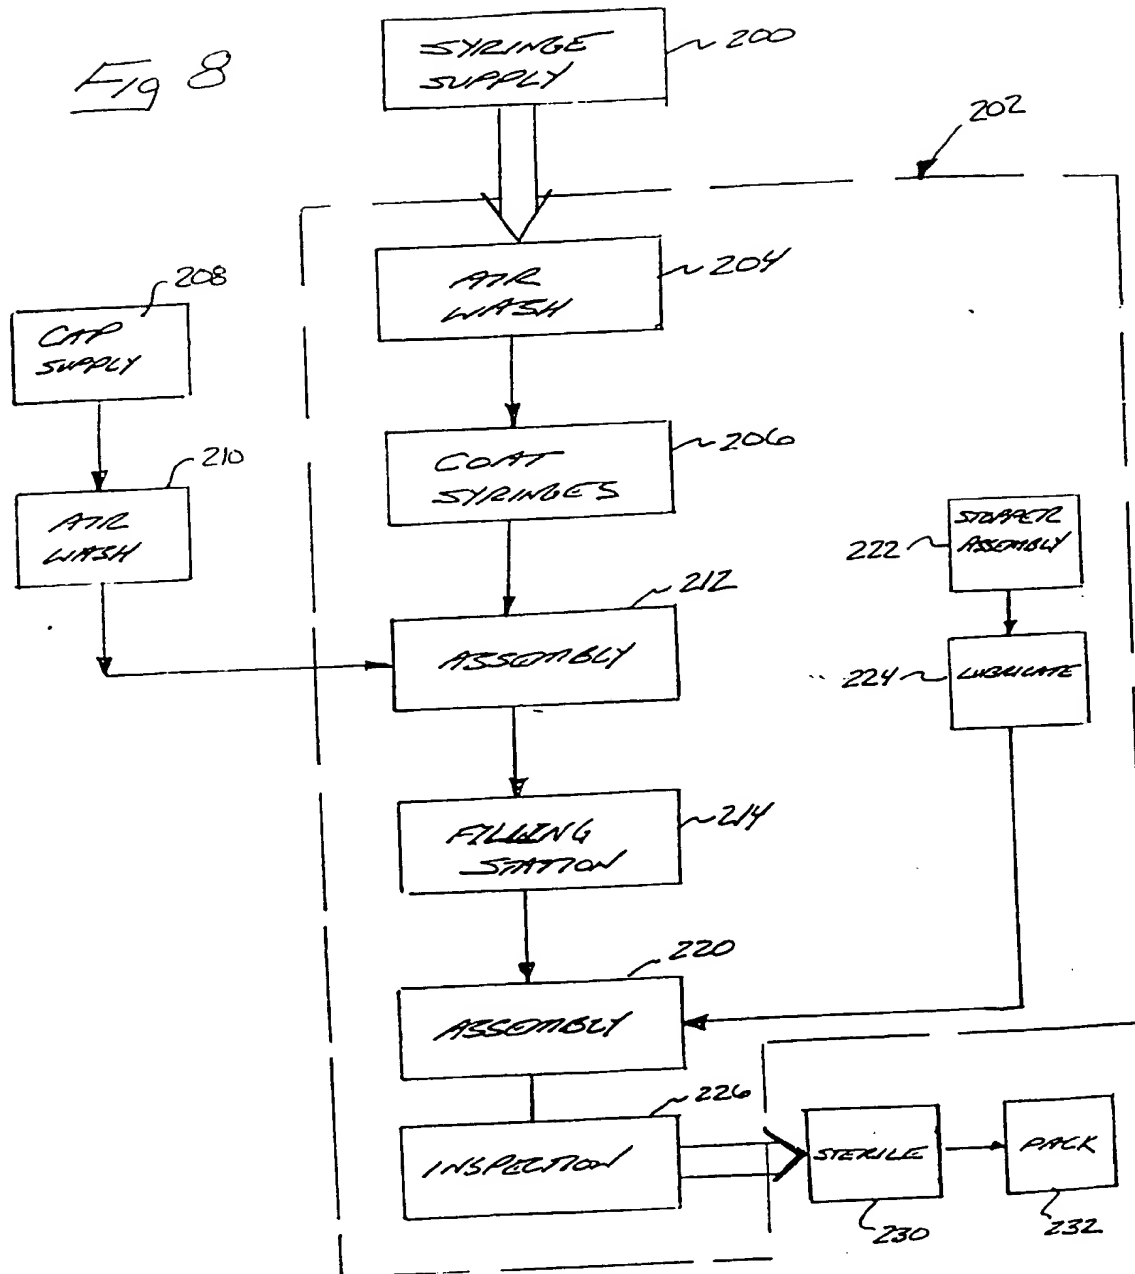 Fig 8
SYRINGE
SUPPLY
200
202
AIR
WASH
204
208
CAP
SUPPLY
COAT
SYRINGES
206
210
AIR
WASH
STOPPER
ASSEMBLY
222
212
ASSEMBLY
224
LUBRICATE
FILLING
STATION
214
220
ASSEMBLY
226
INSPECTION
STERILE
PACK
230
232